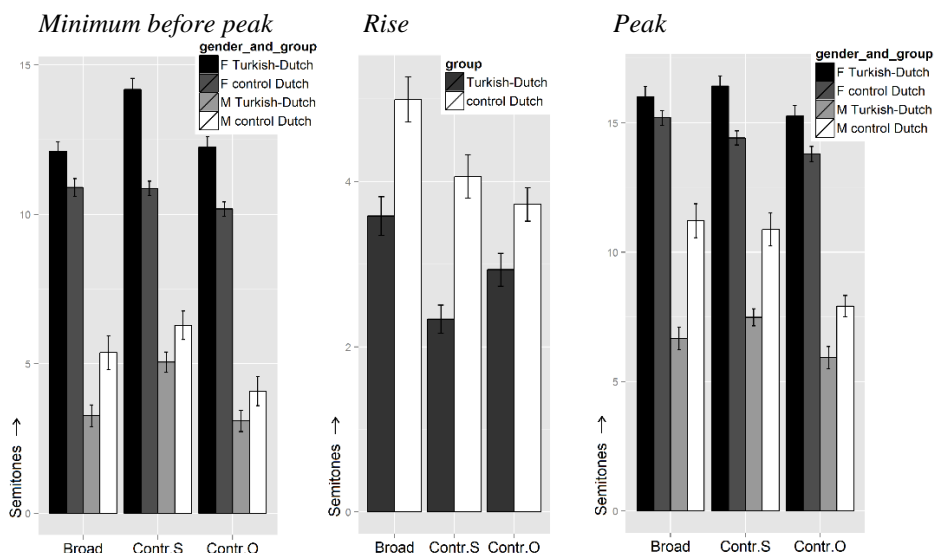 Minimum before peak
gender_and_group
F Turkish-Dutch
F control Dutch
M Turkish-Dutch
M control Dutch
15
10
5
0
Semitones →
Broad Contr.S Contr.O
Rise
group
Turkish-Dutch
control Dutch
4
2
0
Semitones →
Broad Contr.S Contr.O
Peak
gender_and_group
F Turkish-Dutch
F control Dutch
M Turkish-Dutch
M control Dutch
15
10
5
0
Semitones →
Broad Contr.S Contr.O